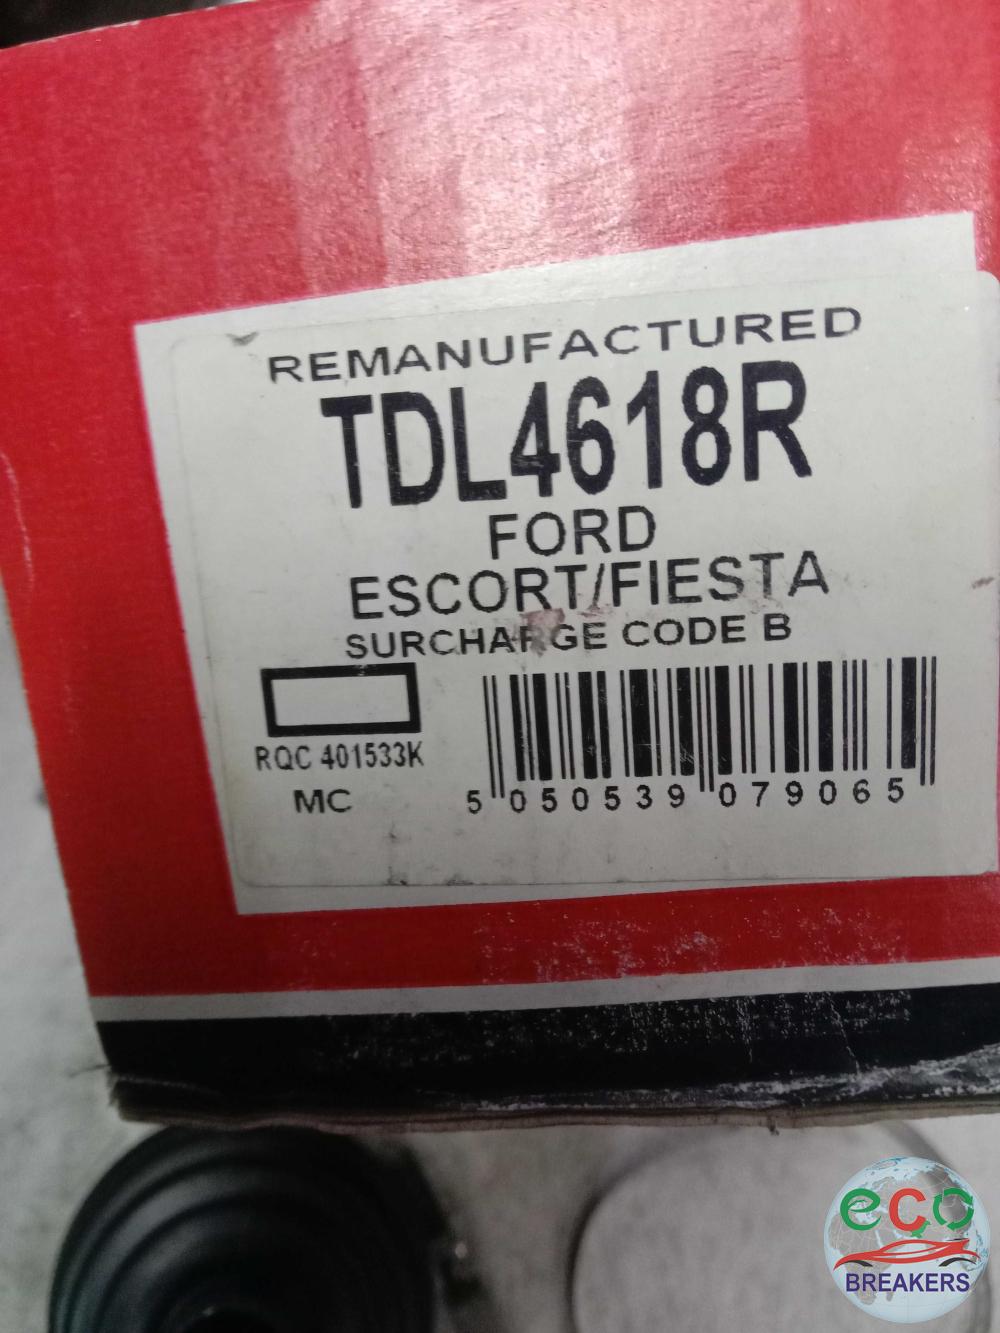 REMANUFACTURED
TDL4618R
FORD
ESCORT/FIESTA
SURCHARGE CODE B
RQC 401533K
MC
5 050539 079065
eco
BREAKERS